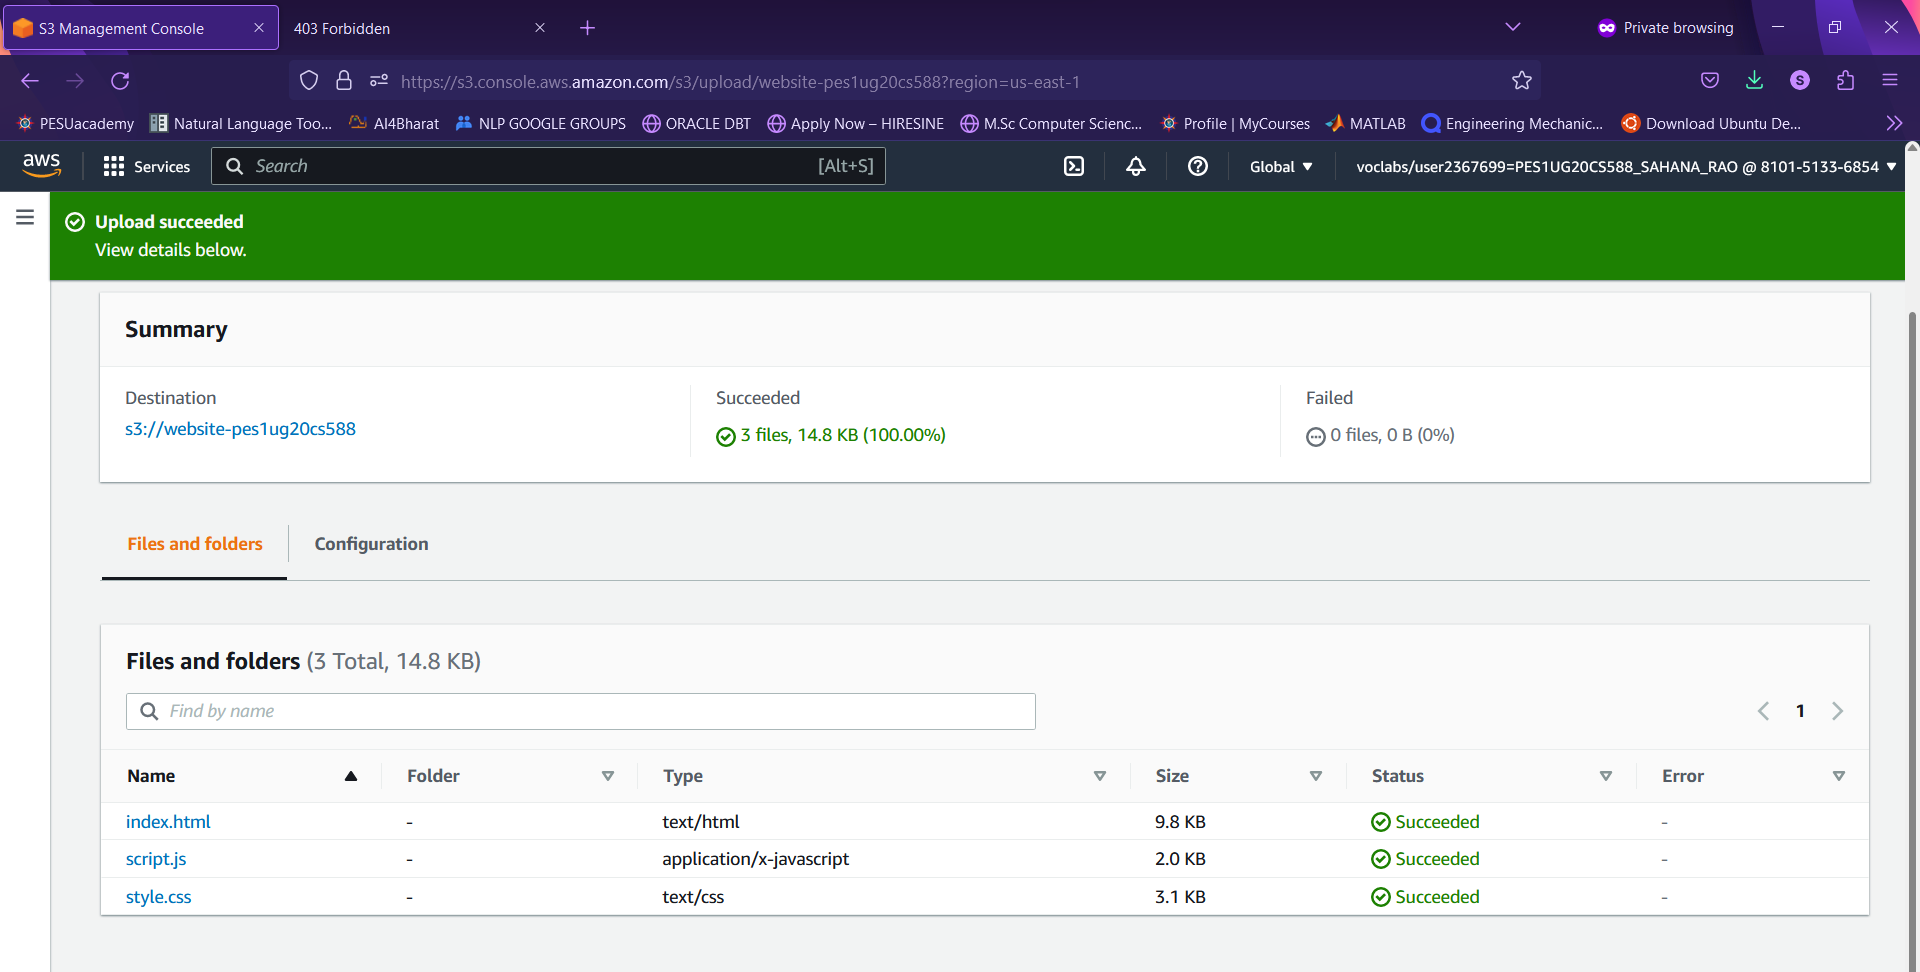 S3 Management Console
403 Forbidden
Private browsing
https://s3.console.aws.amazon.com/s3/upload/website-pes1ug20cs588?region=us-east-1
S
PESUacademy
Natural Language Too...
AI4Bharat
NLP GOOGLE GROUPS
ORACLE DBT
Apply Now – HIRESINE
M.Sc Computer Scienc...
Profile | MyCourses
MATLAB
Engineering Mechanic...
Download Ubuntu De...
aws
Services
Search
[Alt+S]
Global
voclabs/user2367699=PES1UG20CS588_SAHANA_RAO @ 8101-5133-6854
Upload succeeded
View details below.
Summary
Destination
s3://website-pes1ug20cs588
Succeeded
3 files, 14.8 KB (100.00%)
Failed
0 files, 0 B (0%)
Files and folders
Configuration
Files and folders (3 Total, 14.8 KB)
Find by name
1
Name Folder Type Size Status Error
index.html - text/html 9.8 KB Succeeded -
script.js - application/x-javascript 2.0 KB Succeeded -
style.css - text/css 3.1 KB Succeeded -